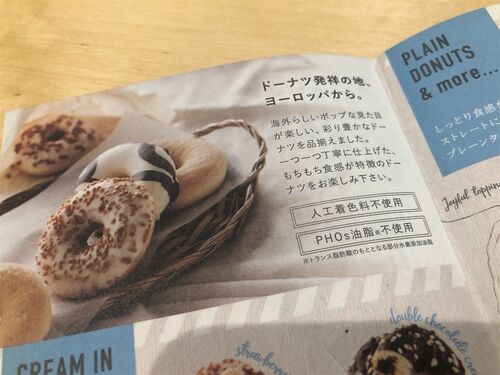 ドーナツ発祥の地、
ヨーロッパから。
海外らしいポップな見た目
が楽しい、彩り豊かなドー
ナツを品揃えました。
一つ一つ丁寧に仕上げた、
もちもち食感が特徴のドー
ナツをお楽しみ下さい。
人工着色料不使用
PHOs油脂※不使用
※トランス脂肪酸のもととなる部分水素添加油脂
PLAIN
DONUTS
& more...
しっとり食感
ストレートに
プレーンタ
Joyful toppin
CREAM IN
strawberry
double chocolate